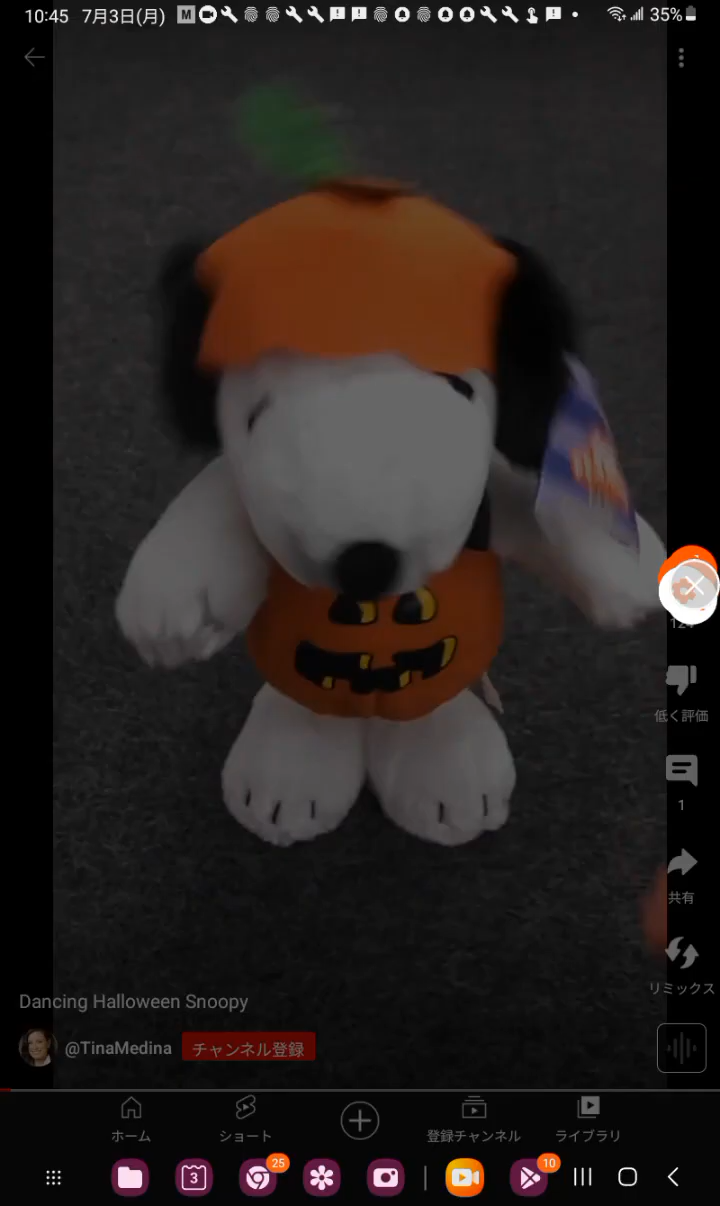 10:45 7月3日(月) M 35%
124
低く評価
1
共有
リミックス
Dancing Halloween Snoopy
@TinaMedina チャンネル登録
ホーム ショート 登録チャンネル ライブラリ
3 25 10